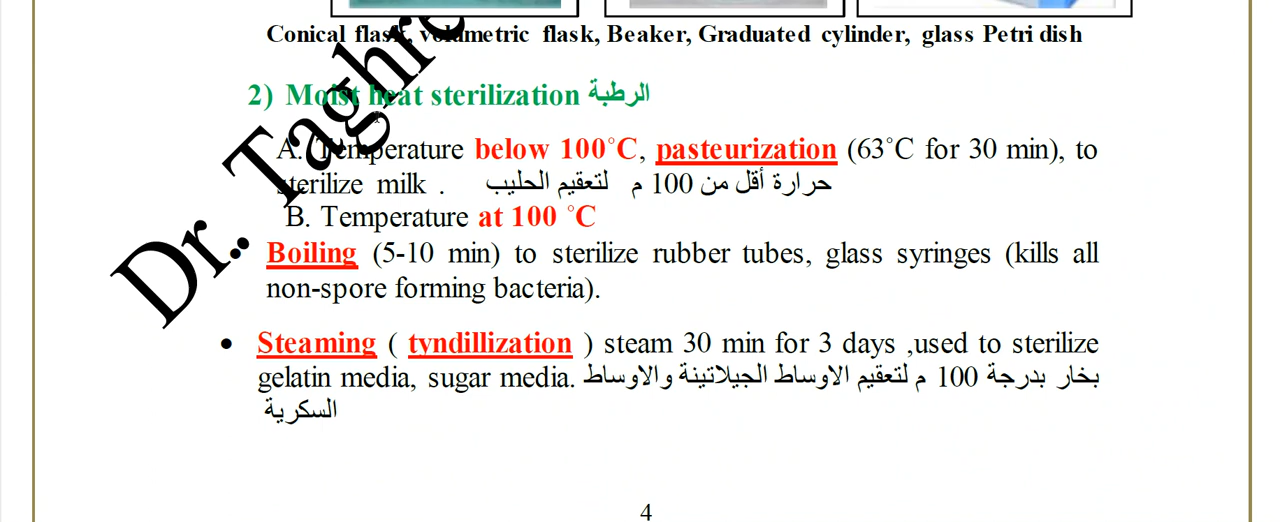 Conical flask, volumetric flask, Beaker, Graduated cylinder, glass Petri dish
2) Moist heat sterilization الرطبة
A. Temperature below 100°C, pasteurization (63°C for 30 min), to
sterilize milk . حرارة أقل من 100 م لتعقيم الحليب
B. Temperature at 100 °C
• Boiling (5-10 min) to sterilize rubber tubes, glass syringes (kills all
non-spore forming bacteria).
• Steaming ( tyndillization ) steam 30 min for 3 days ,used to sterilize
gelatin media, sugar media. بخار بدرجة 100 م لتعقيم الاوساط الجيلاتينة والاوساط
السكرية
Dr. Taghre
4